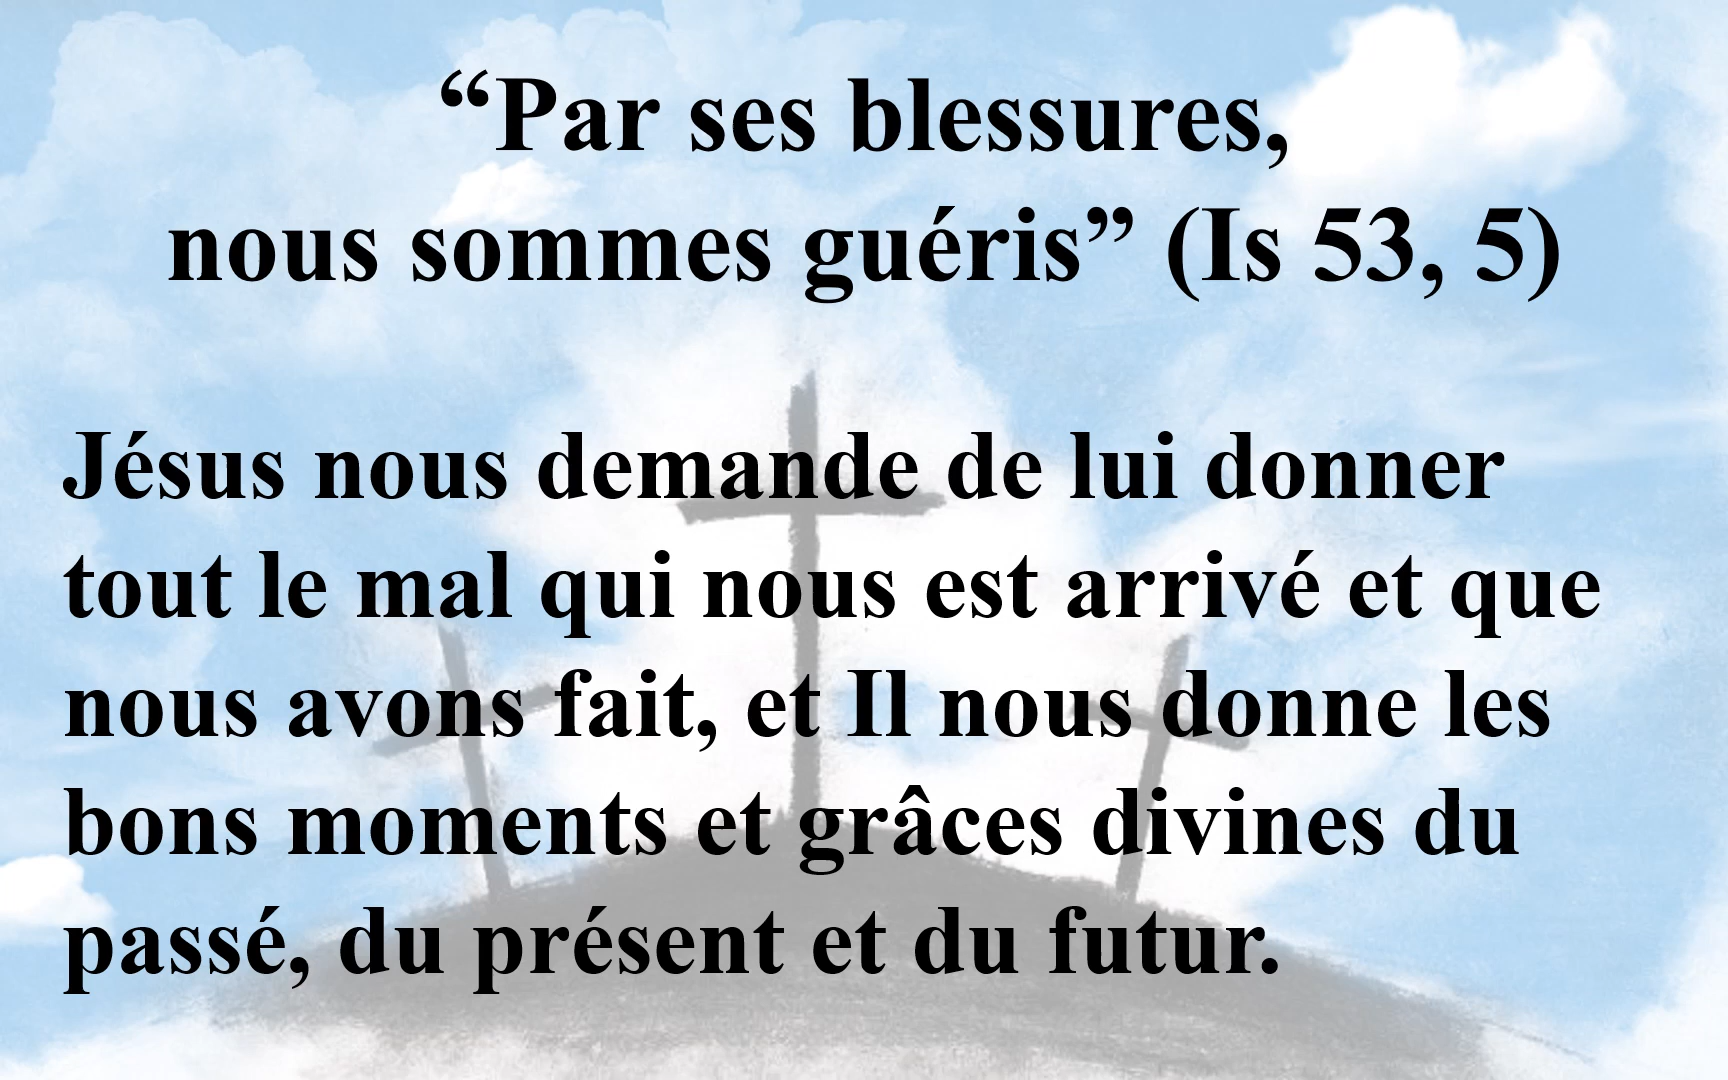 “Par ses blessures,
nous sommes guéris” (Is 53, 5)
Jésus nous demande de lui donner
tout le mal qui nous est arrivé et que
nous avons fait, et Il nous donne les
bons moments et grâces divines du
passé, du présent et du futur.